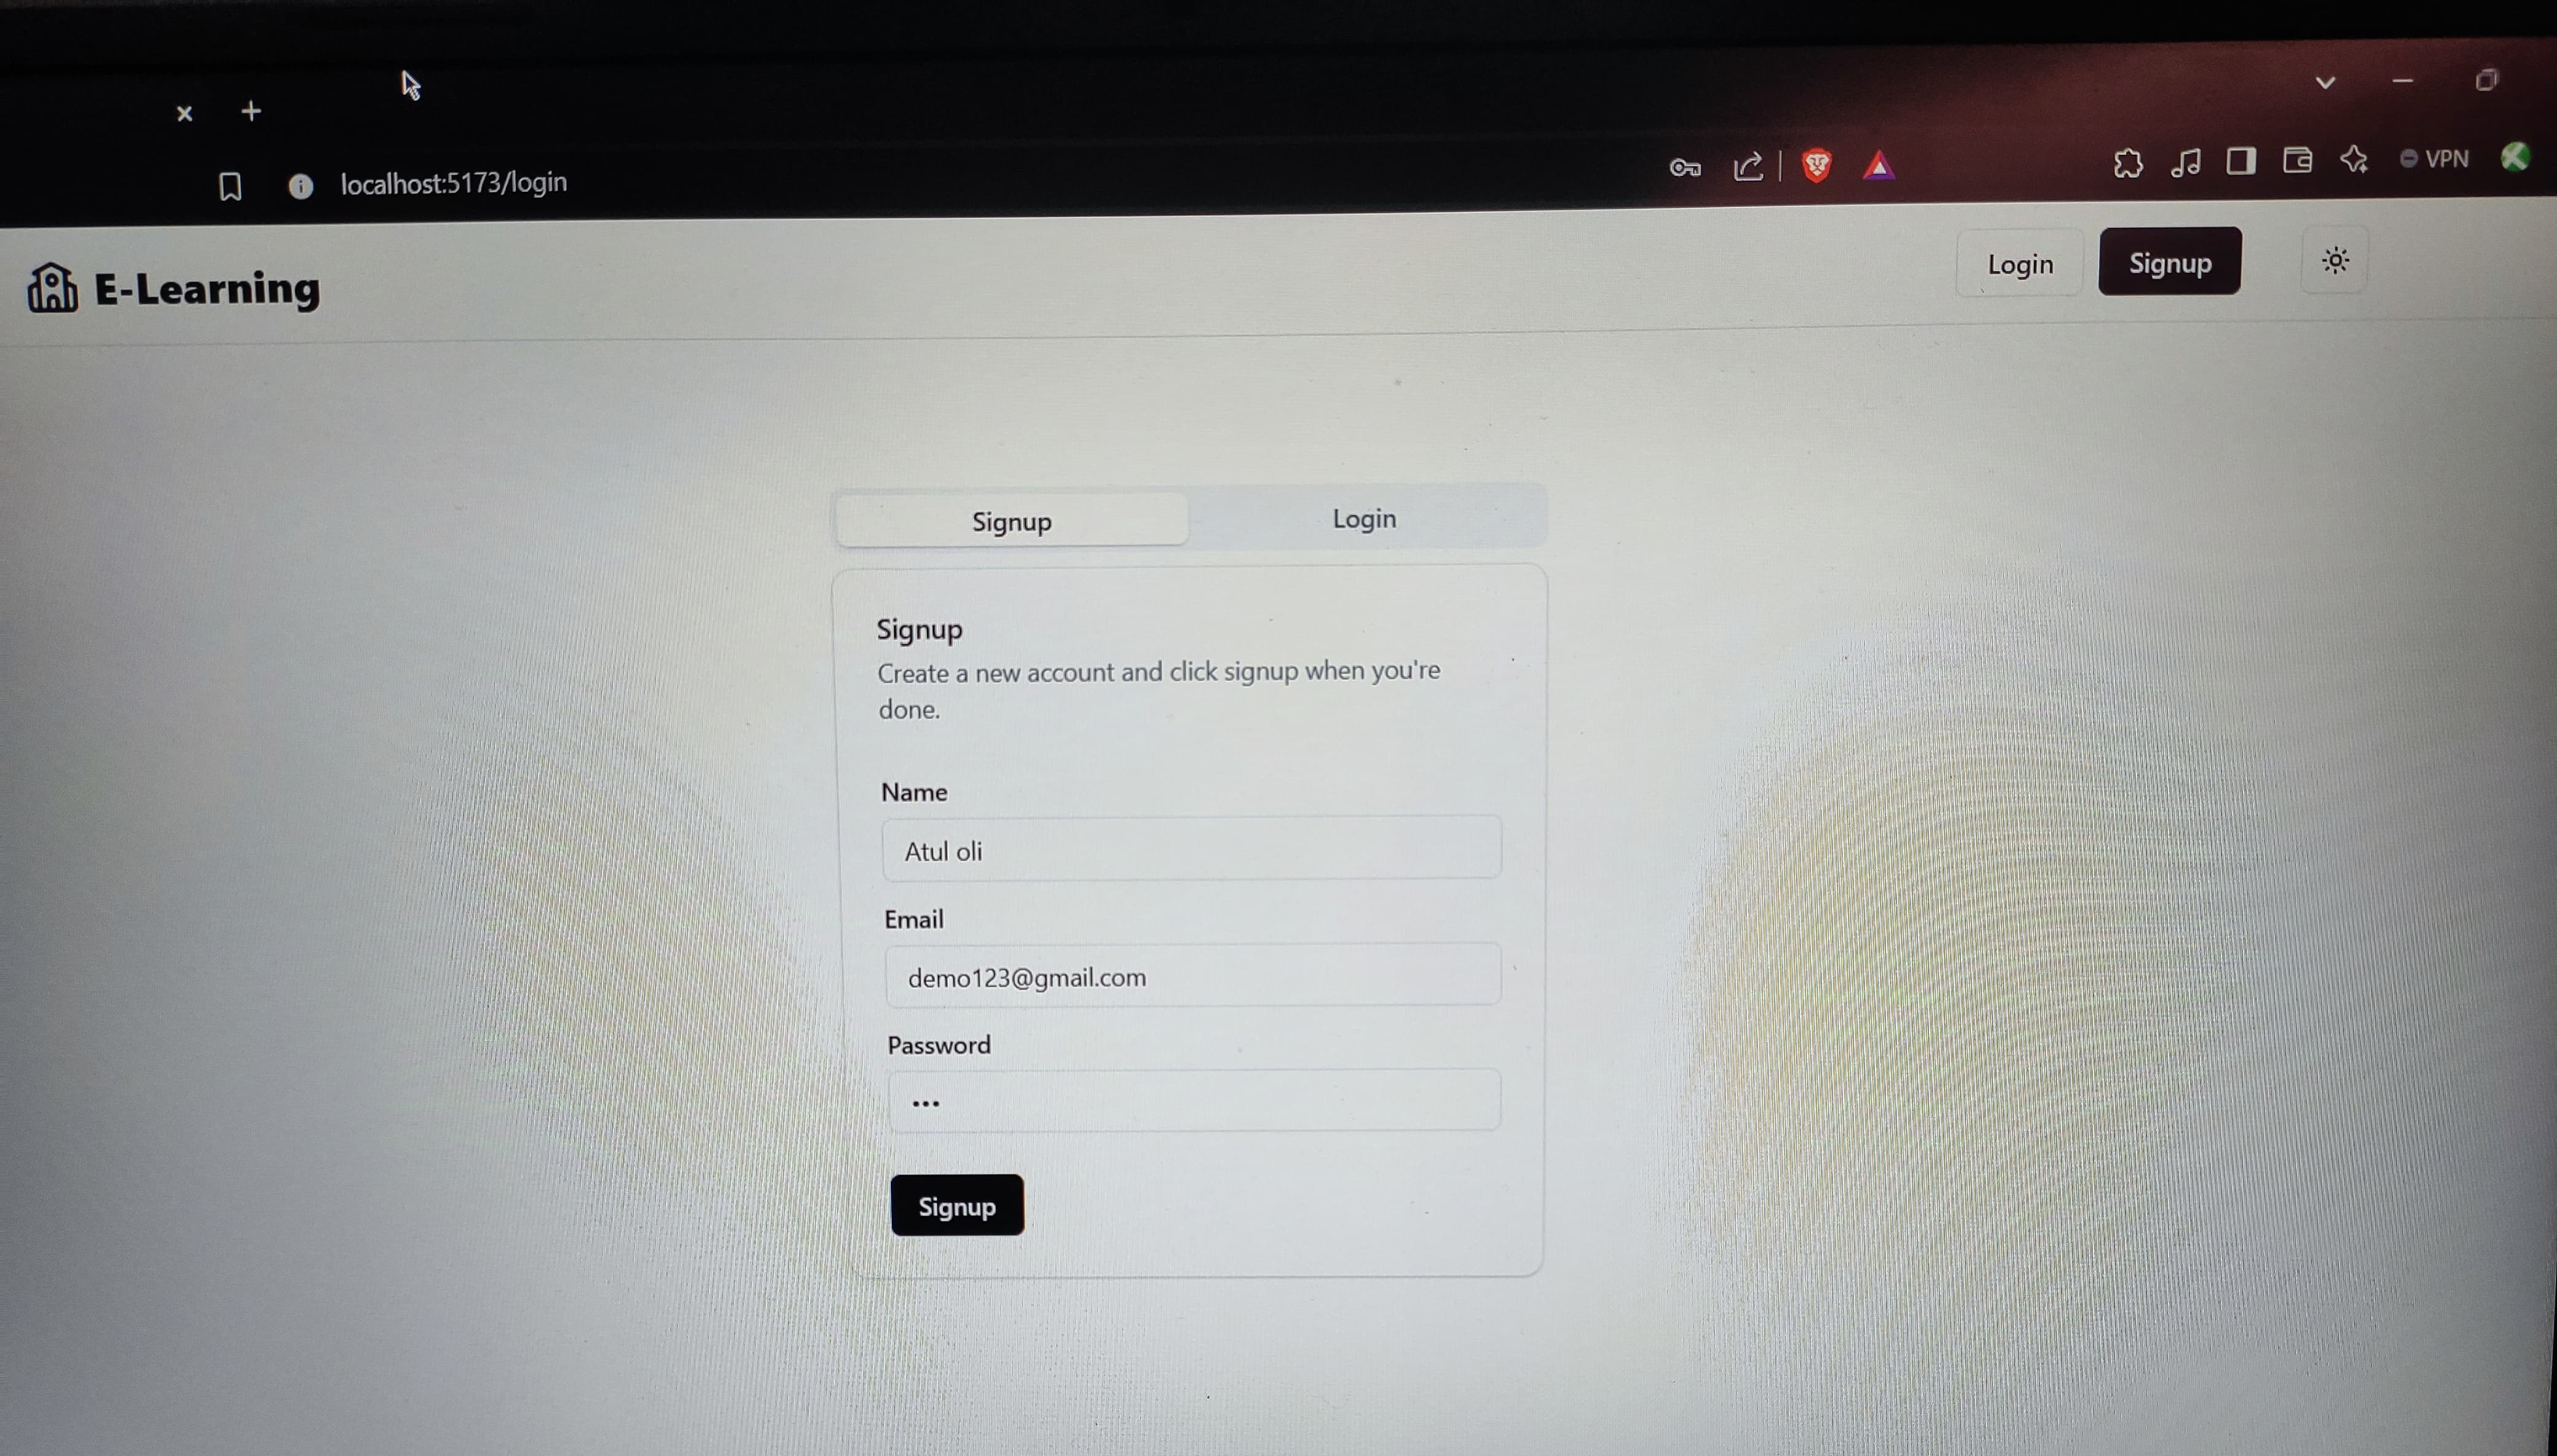 localhost:5173/login
VPN
E-Learning
Login
Signup
Signup
Login
Signup
Create a new account and click signup when you're
done.
Name
Atul oli
Email
demo123@gmail.com
Password
•••
Signup